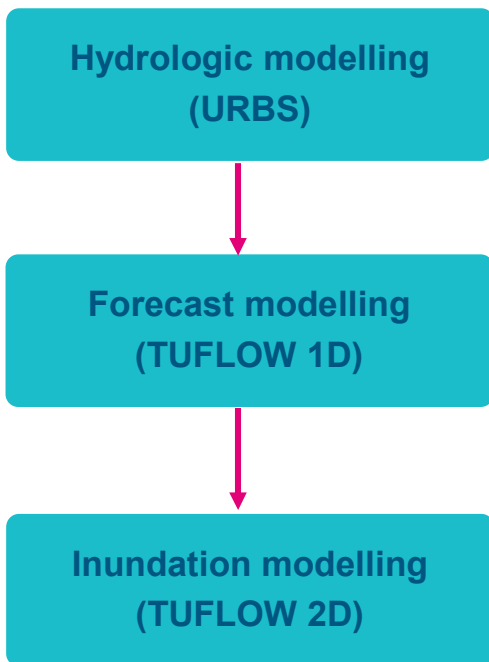 Hydrologic modelling
(URBS)
Forecast modelling
(TUFLOW 1D)
Inundation modelling
(TUFLOW 2D)